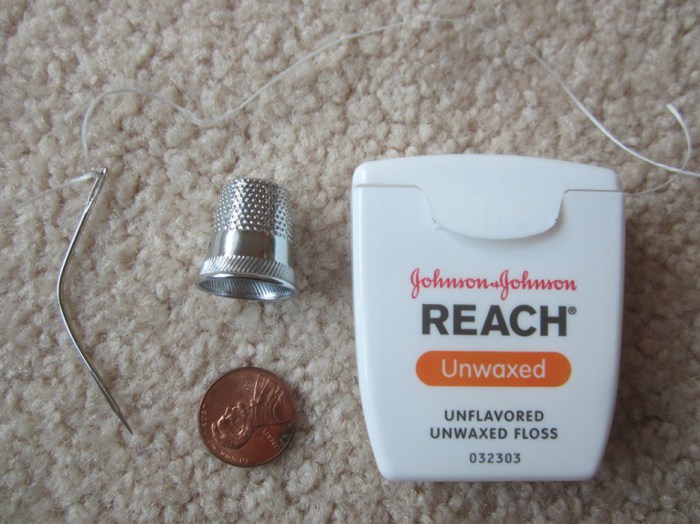 Johnson & Johnson
REACH®
Unwaxed
UNFLAVORED
UNWAXED FLOSS
032303